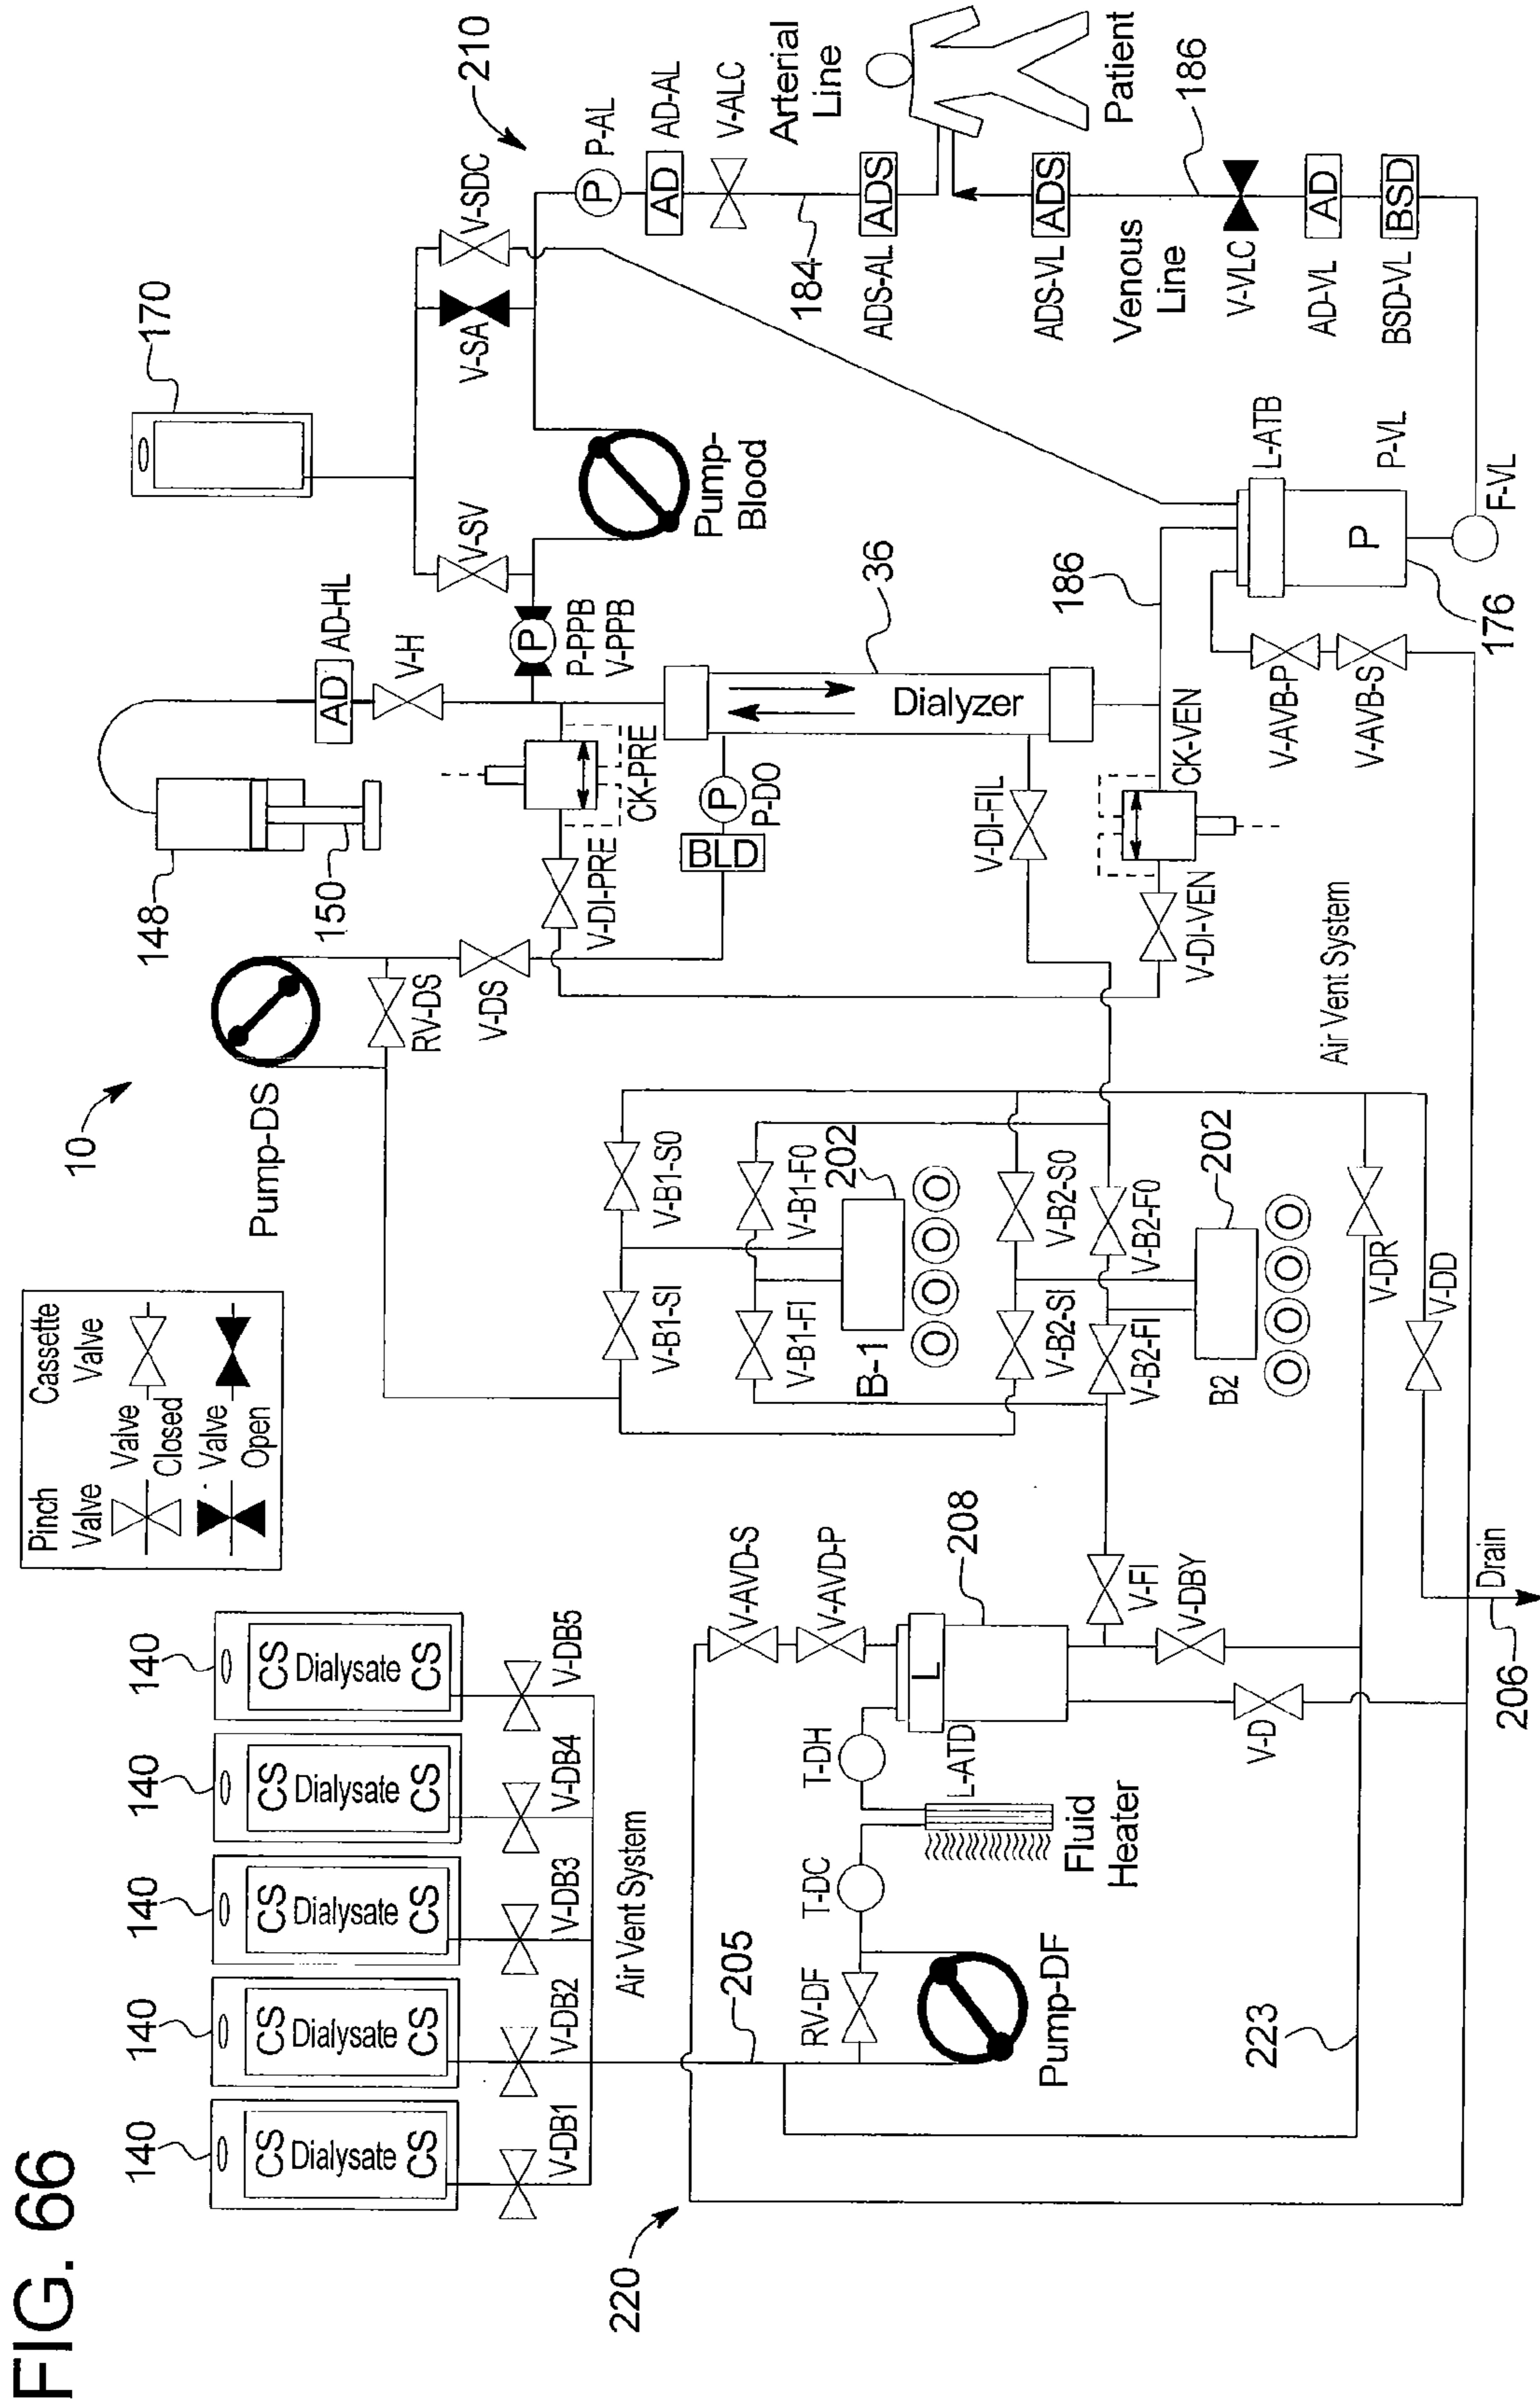 FIG. 66
10
Pinch
Valve
Cassette
Valve
Valve
Closed
Valve
Open
140
140
140
140
140
CS
Dialysate
CS
CS
Dialysate
CS
CS
Dialysate
CS
CS
Dialysate
CS
CS
Dialysate
CS
V-DB1
V-DB2
V-DB3
V-DB4
V-DB5
Air Vent System
220
205
RV-DF
Pump-DF
T-DC
T-DH
Fluid
Heater
L-ATD
L
208
V-AVD-S
V-AVD-P
V-FI
V-DBY
V-D
223
206
Drain
Pump-DS
RV-DS
V-DS
V-B1-SI
V-B1-S0
V-B1-FI
V-B1-F0
B-1
202
V-B2-SI
V-B2-S0
V-B2-FI
V-B2-F0
B2
202
V-DR
V-DD
148
150
AD
AD-HL
V-H
CK-PRE
V-DI-PRE
P
P-DO
BLD
V-DI-FIL
Dialyzer
36
CK-VEN
V-DI-VEN
Air Vent System
186
P
P-PPB
V-PPB
V-SV
170
V-SA
V-SDC
210
Pump-
Blood
P
P-AL
AD
AD-AL
V-ALC
Arterial
Line
184
ADS
ADS-AL
Patient
ADS
ADS-VL
Venous
Line
186
V-VLC
AD
AD-VL
BSD
BSD-VL
L-ATB
P-VL
P
F-VL
176
V-AVB-P
V-AVB-S